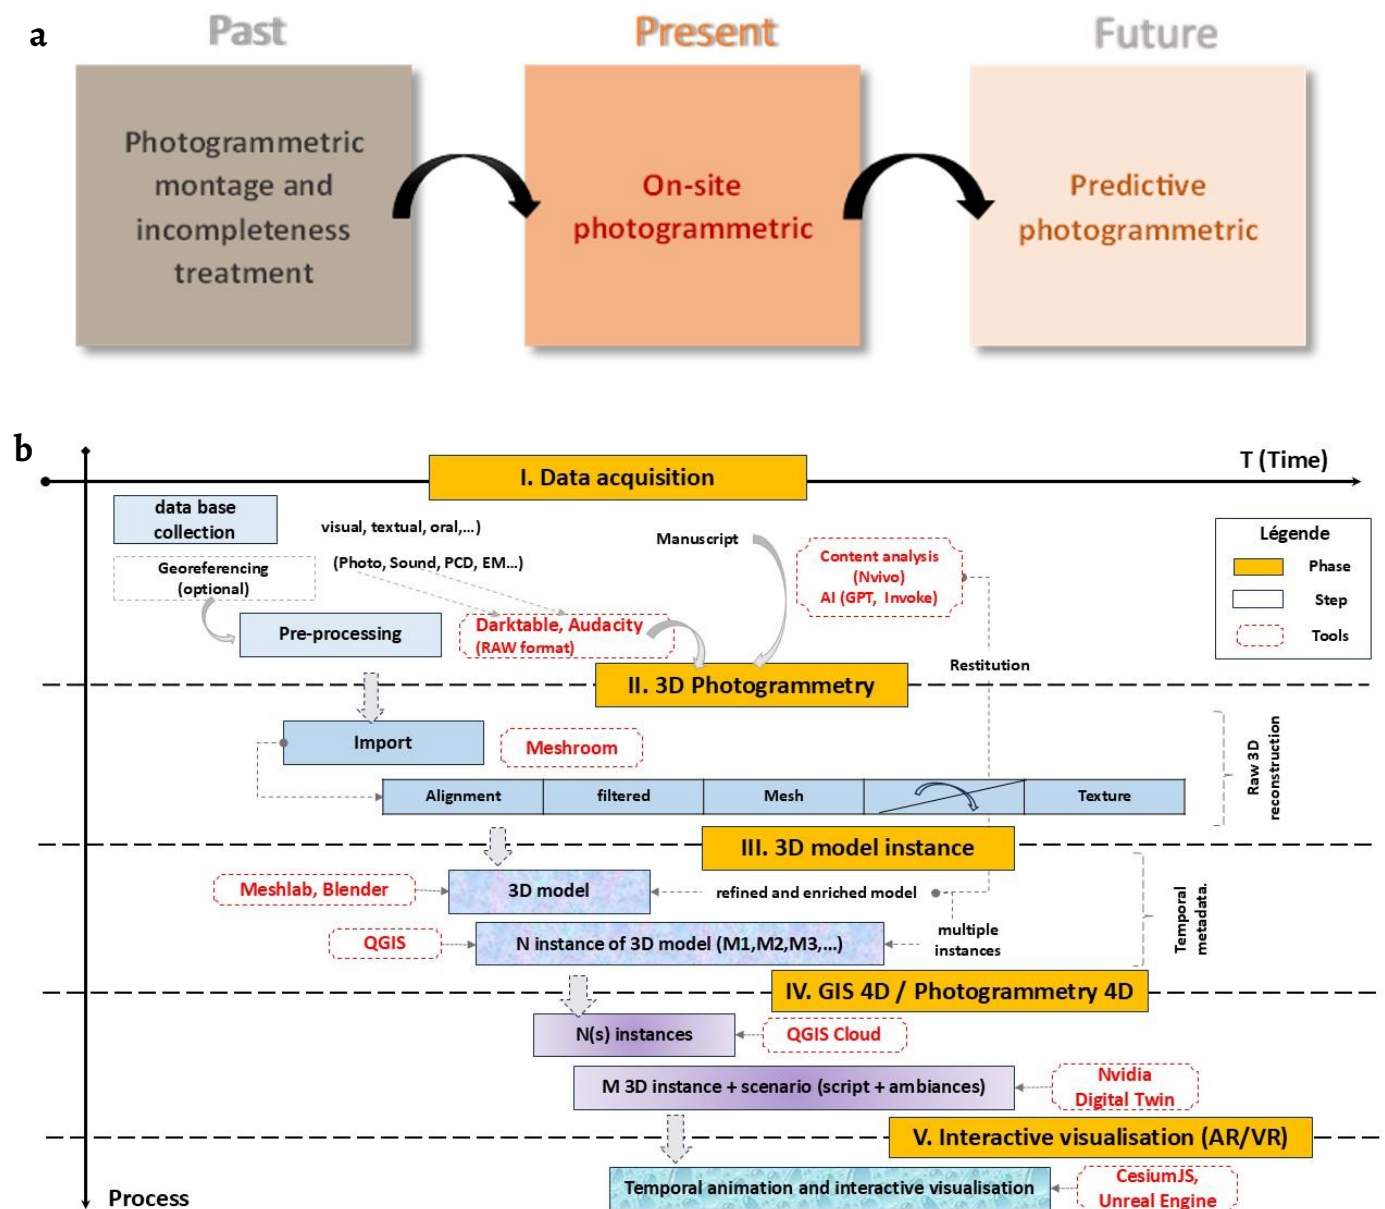 a
Past
Present
Future
Photogrammetric
montage and
incompleteness
treatment
On-site
photogrammetric
Predictive
photogrammetric
b
I. Data acquisition
T (Time)
data base
collection
visual, textual, oral,...)
(Photo, Sound, PCD, EM...)
Georeferencing
(optional)
Manuscript
Content analysis
(Nvivo)
AI (GPT, Invoke)
Légende
Phase
Step
Tools
Pre-processing
Darktable, Audacity
(RAW format)
Restitution
II. 3D Photogrammetry
Import
Meshroom
Alignment
filtered
Mesh
Texture
Raw 3D
reconstruction
III. 3D model instance
Meshlab, Blender
3D model
refined and enriched model
multiple
instances
QGIS
N instance of 3D model (M1,M2,M3,...)
Temporal
metadata.
IV. GIS 4D / Photogrammetry 4D
N(s) instances
QGIS Cloud
M 3D instance + scenario (script + ambiances)
Nvidia
Digital Twin
V. Interactive visualisation (AR/VR)
Temporal animation and interactive visualisation
CesiumJS,
Unreal Engine
Process